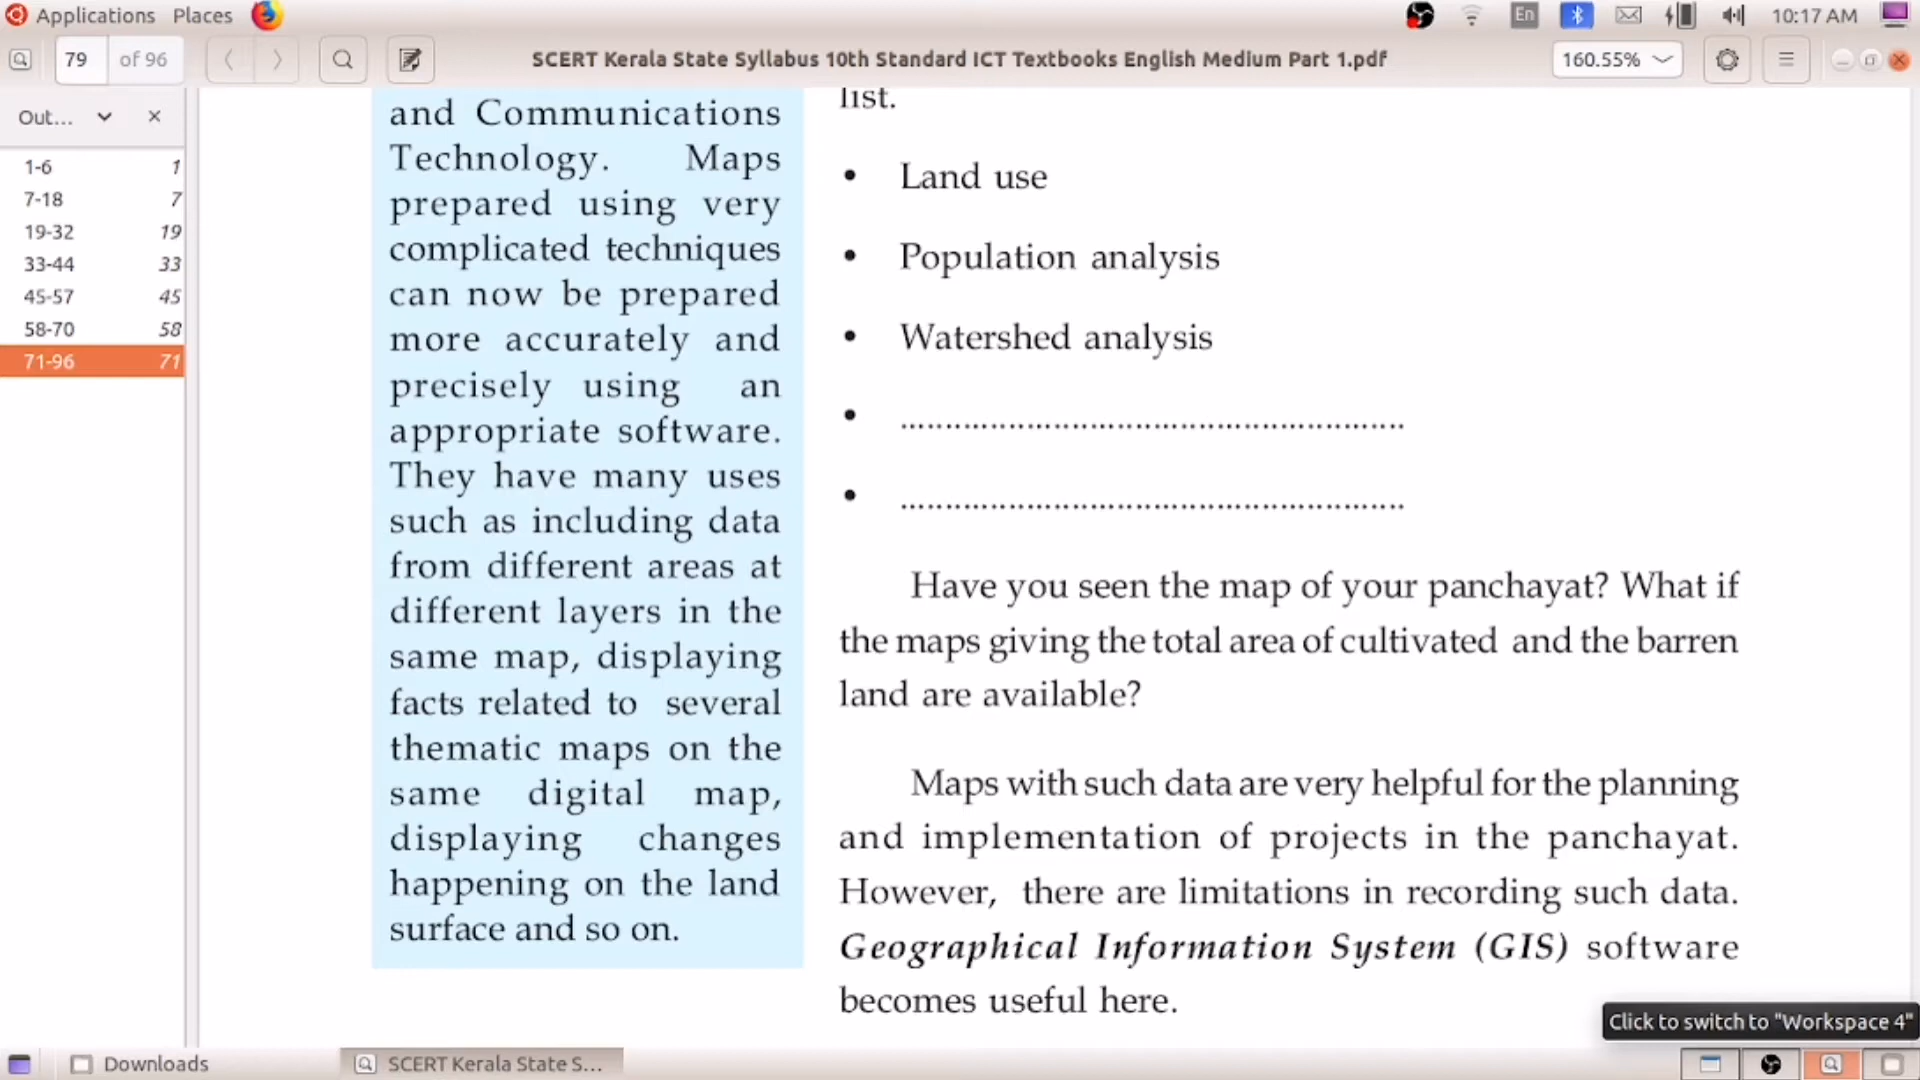 Applications Places En 10:17 AM
79 of 96 SCERT Kerala State Syllabus 10th Standard ICT Textbooks English Medium Part 1.pdf 160.55%
Out...
1-6 1
7-18 7
19-32 19
33-44 33
45-57 45
58-70 58
71-96 71
and Communications
Technology. Maps
prepared using very
complicated techniques
can now be prepared
more accurately and
precisely using an
appropriate software.
They have many uses
such as including data
from different areas at
different layers in the
same map, displaying
facts related to several
thematic maps on the
same digital map,
displaying changes
happening on the land
surface and so on.
list.
• Land use
• Population analysis
• Watershed analysis
• ........................................................
• ........................................................
Have you seen the map of your panchayat? What if
the maps giving the total area of cultivated and the barren
land are available?
Maps with such data are very helpful for the planning
and implementation of projects in the panchayat.
However, there are limitations in recording such data.
Geographical Information System (GIS) software
becomes useful here.
Click to switch to "Workspace 4"
Downloads SCERT Kerala State S...